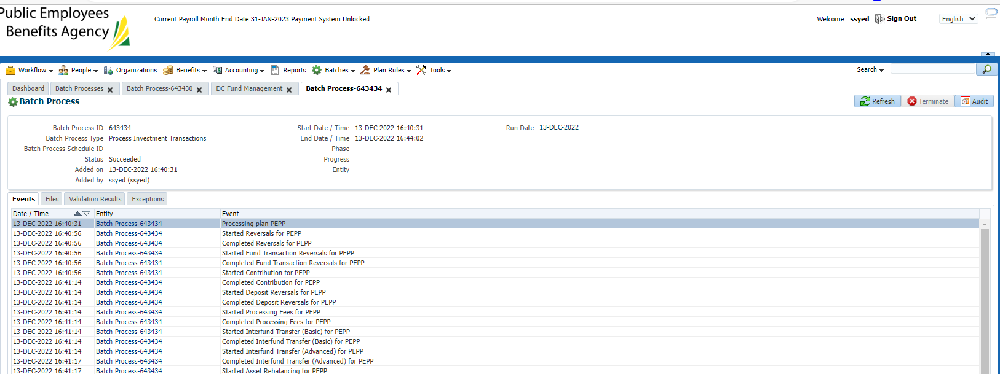 Public Employees
Benefits Agency
Current Payroll Month End Date 31-JAN-2023 Payment System Unlocked
Welcome ssyed Sign Out English
Workflow People Organizations Benefits Accounting Reports Batches Plan Rules Tools Search
Dashboard Batch Processes Batch Process-643430 DC Fund Management Batch Process-643434
Batch Process Refresh Terminate Audit
Batch Process ID 643434 Start Date / Time 13-DEC-2022 16:40:31 Run Date 13-DEC-2022
Batch Process Type Process Investment Transactions End Date / Time 13-DEC-2022 16:44:02
Batch Process Schedule ID Phase
Status Succeeded Progress
Added on 13-DEC-2022 16:40:31 Entity
Added by ssyed (ssyed)
Events Files Validation Results Exceptions
Date / Time Entity Event
13-DEC-2022 16:40:31 Batch Process-643434 Processing plan PEPP
13-DEC-2022 16:40:56 Batch Process-643434 Started Reversals for PEPP
13-DEC-2022 16:40:56 Batch Process-643434 Completed Reversals for PEPP
13-DEC-2022 16:40:56 Batch Process-643434 Started Fund Transaction Reversals for PEPP
13-DEC-2022 16:40:56 Batch Process-643434 Completed Fund Transaction Reversals for PEPP
13-DEC-2022 16:40:56 Batch Process-643434 Started Contribution for PEPP
13-DEC-2022 16:41:14 Batch Process-643434 Completed Contribution for PEPP
13-DEC-2022 16:41:14 Batch Process-643434 Started Deposit Reversals for PEPP
13-DEC-2022 16:41:14 Batch Process-643434 Completed Deposit Reversals for PEPP
13-DEC-2022 16:41:14 Batch Process-643434 Started Processing Fees for PEPP
13-DEC-2022 16:41:14 Batch Process-643434 Completed Processing Fees for PEPP
13-DEC-2022 16:41:14 Batch Process-643434 Started Interfund Transfer (Basic) for PEPP
13-DEC-2022 16:41:14 Batch Process-643434 Completed Interfund Transfer (Basic) for PEPP
13-DEC-2022 16:41:14 Batch Process-643434 Started Interfund Transfer (Advanced) for PEPP
13-DEC-2022 16:41:17 Batch Process-643434 Completed Interfund Transfer (Advanced) for PEPP
13-DEC-2022 16:41:17 Batch Process-643434 Started Asset Rebalancing for PEPP